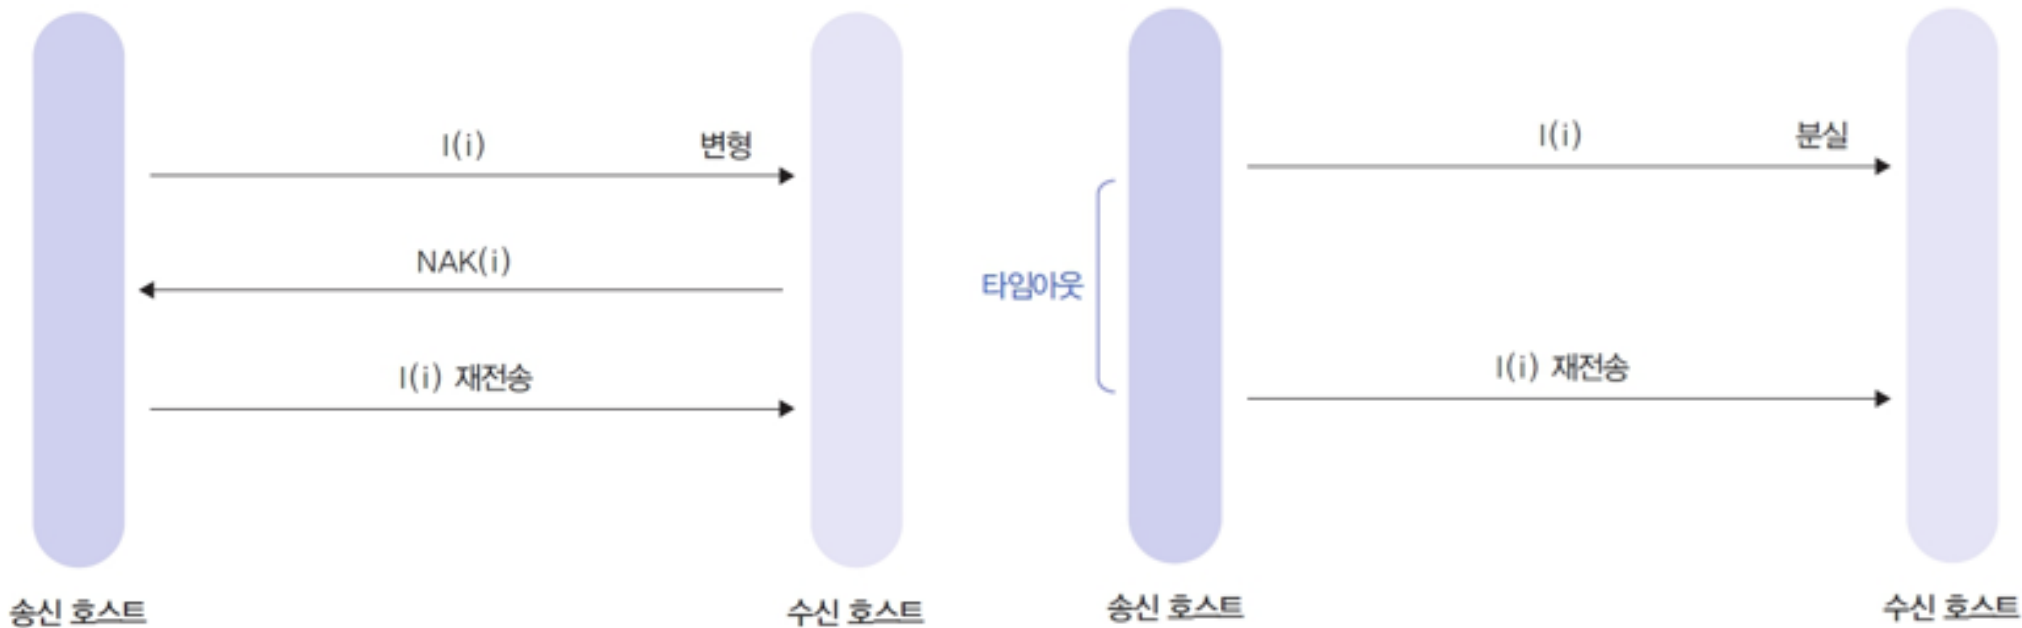 I(i) 변형
NAK(i)
I(i) 재전송
송신 호스트 수신 호스트
I(i) 분실
타임아웃
I(i) 재전송
송신 호스트 수신 호스트